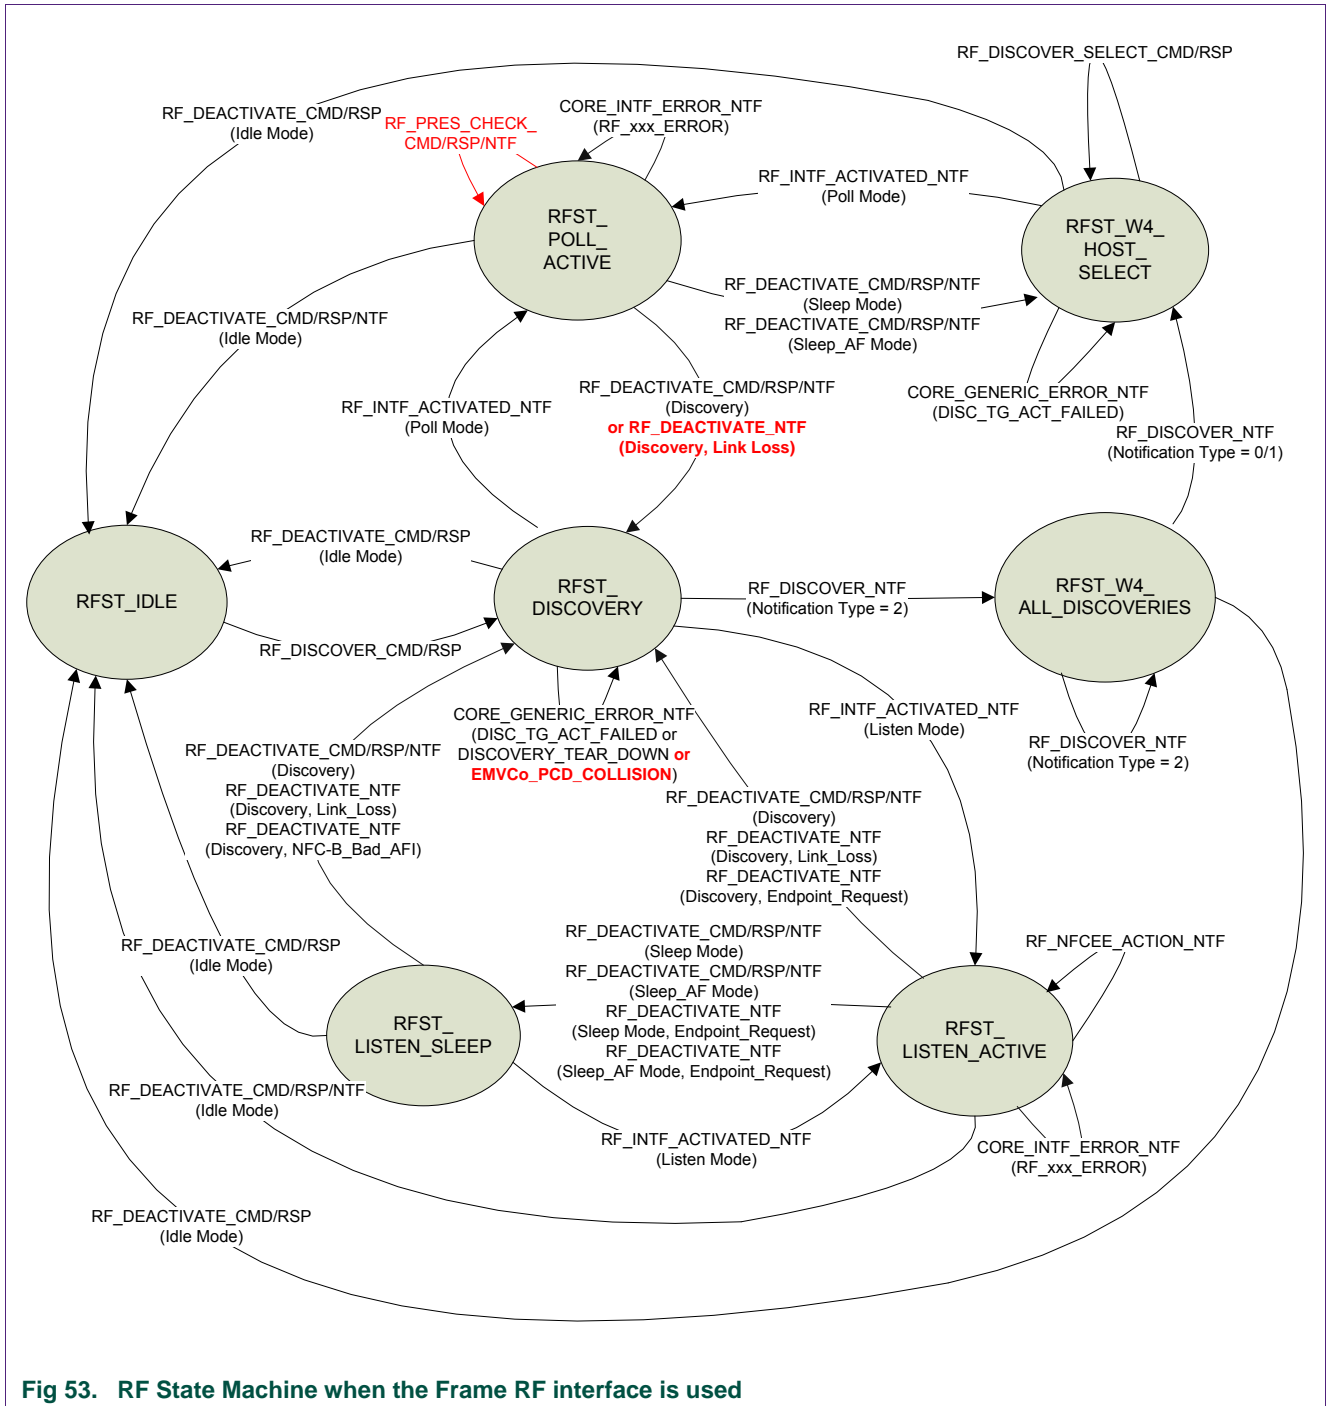 RF_DISCOVER_SELECT_CMD/RSP
RF_DEACTIVATE_CMD/RSP
(Idle Mode)
RF_PRES_CHECK_
CMD/RSP/NTF
CORE_INTF_ERROR_NTF
(RF_xxx_ERROR)
RF_INTF_ACTIVATED_NTF
(Poll Mode)
RFST_
POLL_
ACTIVE
RFST_W4_
HOST_
SELECT
RF_DEACTIVATE_CMD/RSP/NTF
(Sleep Mode)
RF_DEACTIVATE_CMD/RSP/NTF
(Sleep_AF Mode)
RF_DEACTIVATE_CMD/RSP/NTF
(Idle Mode)
RF_DEACTIVATE_CMD/RSP/NTF
(Discovery)
or RF_DEACTIVATE_NTF
(Discovery, Link Loss)
CORE_GENERIC_ERROR_NTF
(DISC_TG_ACT_FAILED)
RF_INTF_ACTIVATED_NTF
(Poll Mode)
RF_DISCOVER_NTF
(Notification Type = 0/1)
RF_DEACTIVATE_CMD/RSP
(Idle Mode)
RFST_IDLE
RFST_
DISCOVERY
RF_DISCOVER_NTF
(Notification Type = 2)
RFST_W4_
ALL_DISCOVERIES
RF_DISCOVER_CMD/RSP
CORE_GENERIC_ERROR_NTF
(DISC_TG_ACT_FAILED or
DISCOVERY_TEAR_DOWN or
EMVCo_PCD_COLLISION)
RF_INTF_ACTIVATED_NTF
(Listen Mode)
RF_DISCOVER_NTF
(Notification Type = 2)
RF_DEACTIVATE_CMD/RSP/NTF
(Discovery)
RF_DEACTIVATE_NTF
(Discovery, Link_Loss)
RF_DEACTIVATE_NTF
(Discovery, NFC-B_Bad_AFI)
RF_DEACTIVATE_CMD/RSP/NTF
(Discovery)
RF_DEACTIVATE_NTF
(Discovery, Link_Loss)
RF_DEACTIVATE_NTF
(Discovery, Endpoint_Request)
RF_DEACTIVATE_CMD/RSP
(Idle Mode)
RF_DEACTIVATE_CMD/RSP/NTF
(Sleep Mode)
RF_DEACTIVATE_CMD/RSP/NTF
(Sleep_AF Mode)
RF_DEACTIVATE_NTF
(Sleep Mode, Endpoint_Request)
RF_DEACTIVATE_NTF
(Sleep_AF Mode, Endpoint_Request)
RF_NFCEE_ACTION_NTF
RFST_
LISTEN_SLEEP
RFST_
LISTEN_ACTIVE
RF_DEACTIVATE_CMD/RSP/NTF
(Idle Mode)
RF_INTF_ACTIVATED_NTF
(Listen Mode)
CORE_INTF_ERROR_NTF
(RF_xxx_ERROR)
RF_DEACTIVATE_CMD/RSP
(Idle Mode)
Fig 53. RF State Machine when the Frame RF interface is used